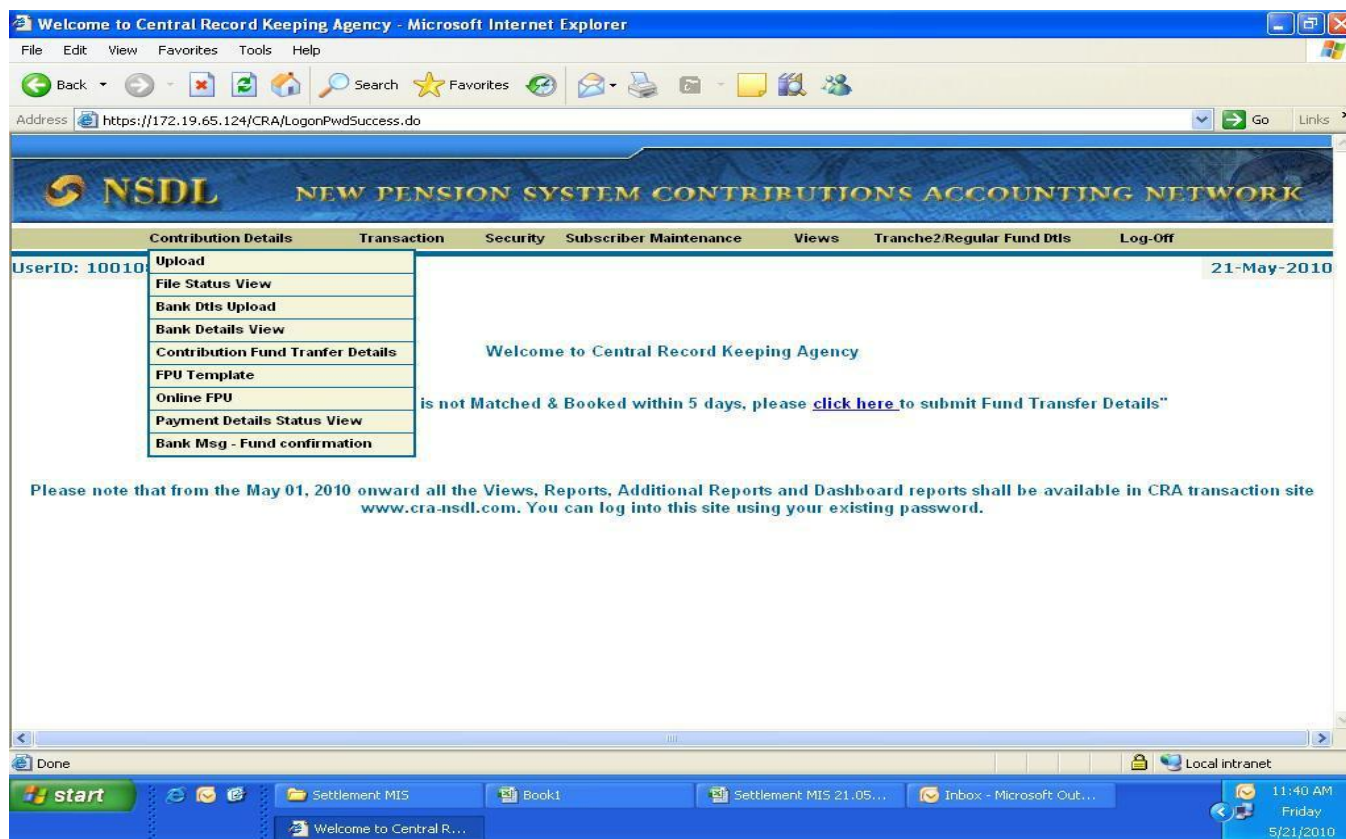 Welcome to Central Record Keeping Agency - Microsoft Internet Explorer
File Edit View Favorites Tools Help
Back Search Favorites
Address https://172.19.65.124/CRA/LogonPwdSuccess.do Go Links
NSDL NEW PENSION SYSTEM CONTRIBUTIONS ACCOUNTING NETWORK
Contribution Details Transaction Security Subscriber Maintenance Views Tranche2/Regular Fund Dtls Log-Off
UserID: 10010 21-May-2010
Upload
File Status View
Bank Dtls Upload
Bank Details View
Contribution Fund Tranfer Details
FPU Template
Online FPU
Payment Details Status View
Bank Msg - Fund confirmation
Welcome to Central Record Keeping Agency
is not Matched & Booked within 5 days, please click here to submit Fund Transfer Details"
Please note that from the May 01, 2010 onward all the Views, Reports, Additional Reports and Dashboard reports shall be available in CRA transaction site
www.cra-nsdl.com. You can log into this site using your existing password.
Done Local intranet
start Settlement MIS Book1 Settlement MIS 21.05... Inbox - Microsoft Out... 11:40 AM
Welcome to Central R... Friday
5/21/2010